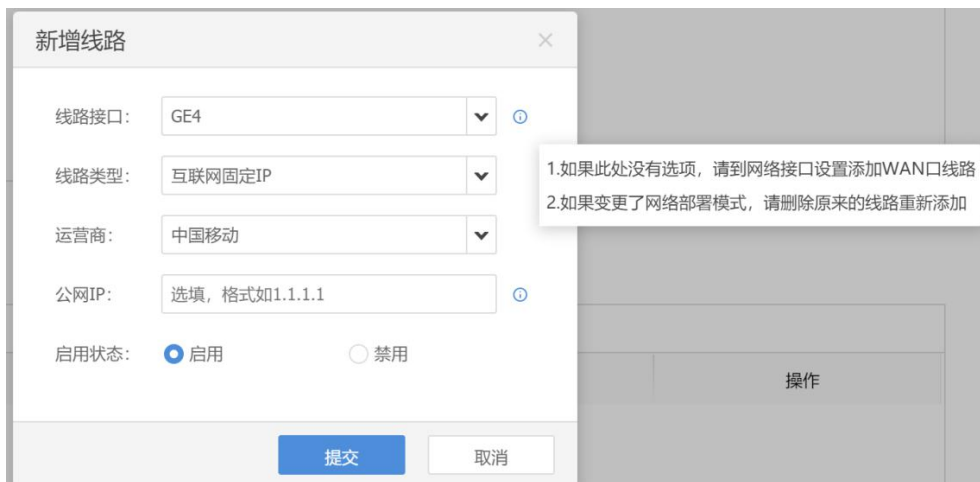 新增线路
线路接口： GE4
1.如果此处没有选项，请到网络接口设置添加WAN口线路
线路类型： 互联网固定IP
2.如果变更了网络部署模式，请删除原来的线路重新添加
运营商： 中国移动
公网IP： 选填，格式如1.1.1.1
启用状态： 启用 禁用
操作
提交 取消